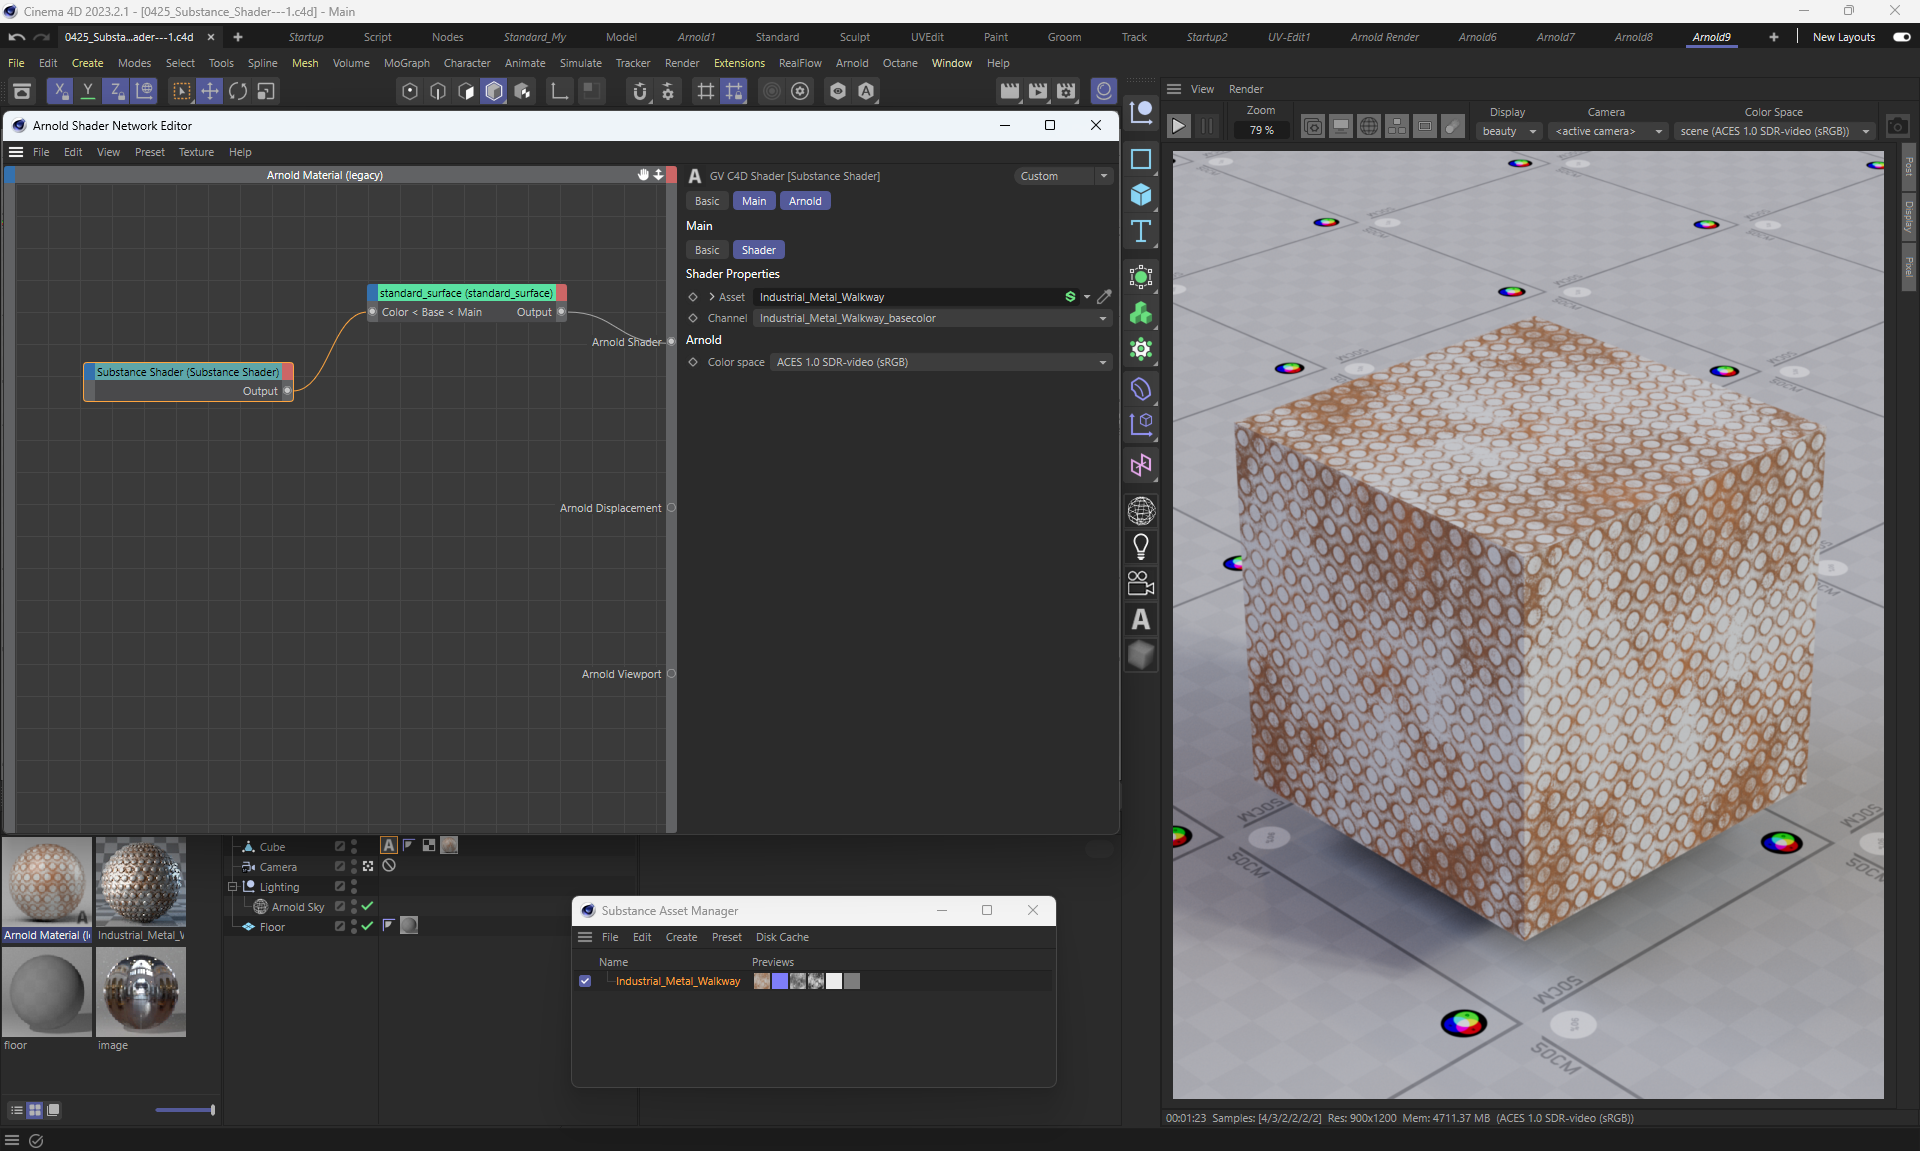 Cinema 4D 2023.2.1 - [0425_Substance_Shader---1.c4d] - Main
0425_Substa...ader---1.c4d × + Startup Script Nodes Standard_My Model Arnold1 Standard Sculpt UVEdit Paint Groom Track Startup2 UV-Edit1 Arnold Render Arnold6 Arnold7 Arnold8 Arnold9 + New Layouts
File Edit Create Modes Select Tools Spline Mesh Volume MoGraph Character Animate Simulate Tracker Render Extensions RealFlow Arnold Octane Window Help
View Render
Zoom Display Camera Color Space
79 % beauty <active camera> scene (ACES 1.0 SDR-video (sRGB))
Arnold Shader Network Editor
File Edit View Preset Texture Help
Arnold Material (legacy)
GV C4D Shader [Substance Shader] Custom
Basic Main Arnold
Main
Basic Shader
Shader Properties
Asset Industrial_Metal_Walkway
Channel Industrial_Metal_Walkway_basecolor
Arnold
Color space ACES 1.0 SDR-video (sRGB)
standard_surface (standard_surface)
Color < Base < Main Output
Arnold Shader
Substance Shader (Substance Shader)
Output
Arnold Displacement
Arnold Viewport
Post
Display
Pixel
Cube
Camera
Lighting
Arnold Sky
Floor
Arnold Material (l
Industrial_Metal_V
floor
image
Substance Asset Manager
File Edit Create Preset Disk Cache
Name Previews
Industrial_Metal_Walkway
50CM
50CM
50CM
50CM
00:01:23 Samples: [4/3/2/2/2/2] Res: 900x1200 Mem: 4711.37 MB (ACES 1.0 SDR-video (sRGB))